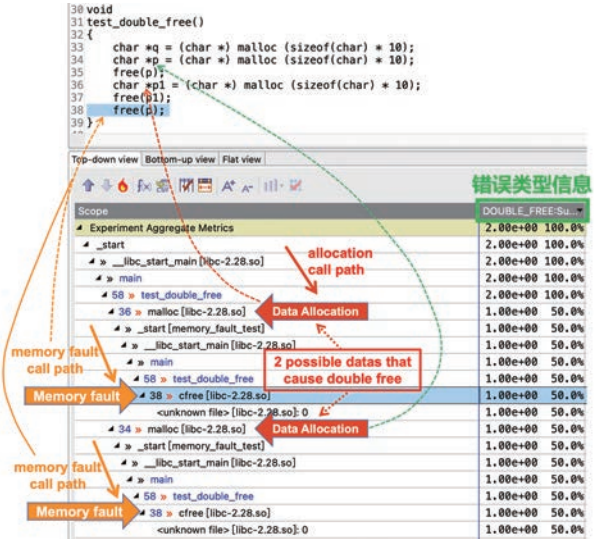 30 void
31 test_double_free()
32 {
33 char *q = (char *) malloc (sizeof(char) * 10);
34 char *p = (char *) malloc (sizeof(char) * 10);
35 free(p);
36 char *p1 = (char *) malloc (sizeof(char) * 10);
37 free(p1);
38 free(p);
39 }
Top-down view Bottom-up view Flat view
错误类型信息
Scope DOUBLE_FREE:Su...
Experiment Aggregate Metrics 2.00e+00 100.0%
_start 2.00e+00 100.0%
» __libc_start_main [libc-2.28.so] 2.00e+00 100.0%
» main 2.00e+00 100.0%
58 » test_double_free 2.00e+00 100.0%
36 » malloc [libc-2.28.so] 1.00e+00 50.0%
» _start [memory_fault_test] 1.00e+00 50.0%
» __libc_start_main [libc-2.28.so] 1.00e+00 50.0%
» main 1.00e+00 50.0%
58 » test_double_free 1.00e+00 50.0%
38 » cfree [libc-2.28.so] 1.00e+00 50.0%
<unknown file> [libc-2.28.so]: 0 1.00e+00 50.0%
34 » malloc [libc-2.28.so] 1.00e+00 50.0%
» _start [memory_fault_test] 1.00e+00 50.0%
» __libc_start_main [libc-2.28.so] 1.00e+00 50.0%
» main 1.00e+00 50.0%
58 » test_double_free 1.00e+00 50.0%
38 » cfree [libc-2.28.so] 1.00e+00 50.0%
<unknown file> [libc-2.28.so]: 0 1.00e+00 50.0%
allocation
call path
Data Allocation
2 possible datas that
cause double free
Data Allocation
memory fault
call path
Memory fault
memory fault
call path
Memory fault